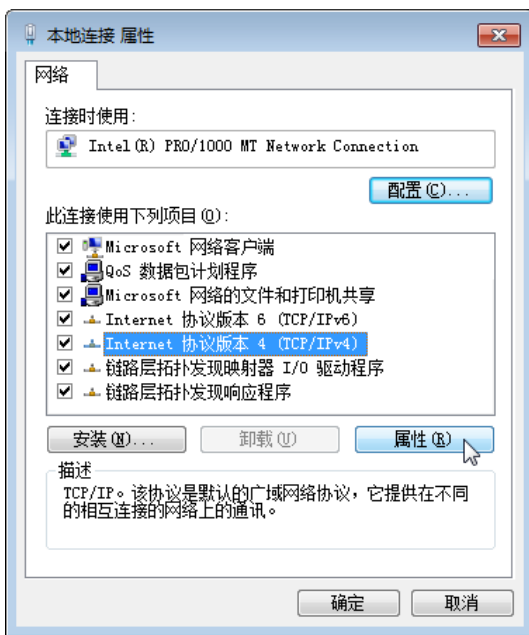 本地连接 属性
网络
连接时使用:
Intel(R) PRO/1000 MT Network Connection
配置(C)...
此连接使用下列项目(O):
Microsoft 网络客户端
QoS 数据包计划程序
Microsoft 网络的文件和打印机共享
Internet 协议版本 6 (TCP/IPv6)
Internet 协议版本 4 (TCP/IPv4)
链路层拓扑发现映射器 I/O 驱动程序
链路层拓扑发现响应程序
安装(N)... 卸载(U) 属性(R)
描述
TCP/IP。该协议是默认的广域网络协议，它提供在不同
的相互连接的网络上的通讯。
确定 取消